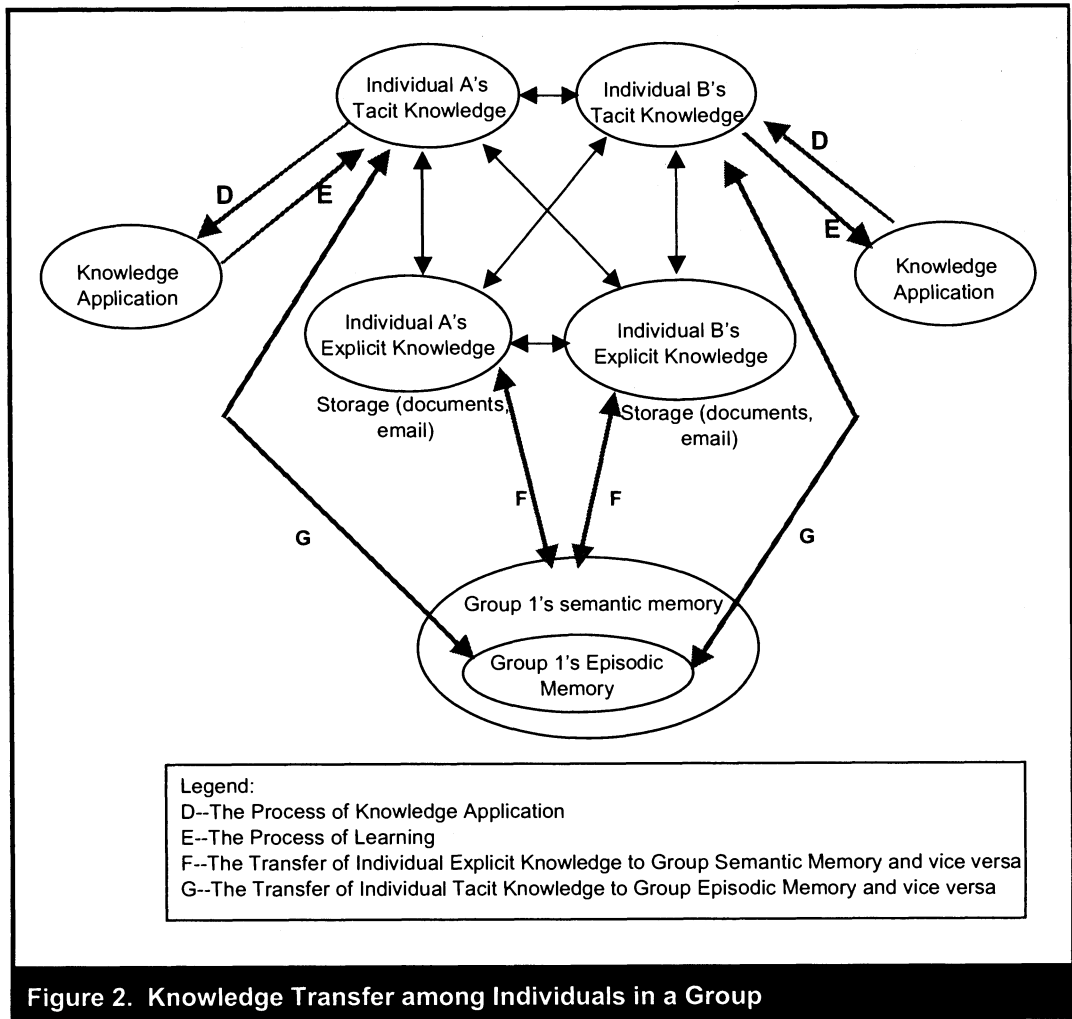 Individual A's
Tacit Knowledge
Individual B's
Tacit Knowledge
D
E
D
E
Knowledge
Application
Knowledge
Application
Individual A's
Explicit Knowledge
Individual B's
Explicit Knowledge
Storage (documents,
email)
Storage (documents,
email)
F
F
G
G
Group 1's semantic memory
Group 1's Episodic
Memory
Legend:
D--The Process of Knowledge Application
E--The Process of Learning
F--The Transfer of Individual Explicit Knowledge to Group Semantic Memory and vice versa
G--The Transfer of Individual Tacit Knowledge to Group Episodic Memory and vice versa
Figure 2. Knowledge Transfer among Individuals in a Group